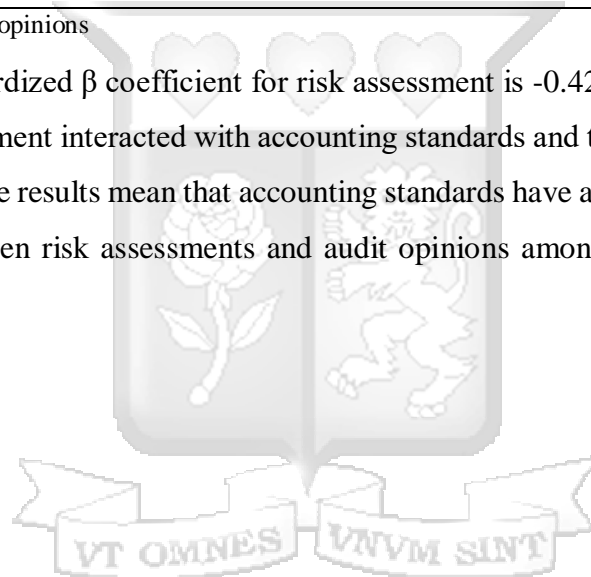 opinions
rdized β coefficient for risk assessment is -0.42
ment interacted with accounting standards and t
e results mean that accounting standards have a
en risk assessments and audit opinions amon
VT OMNES VNVM SINT